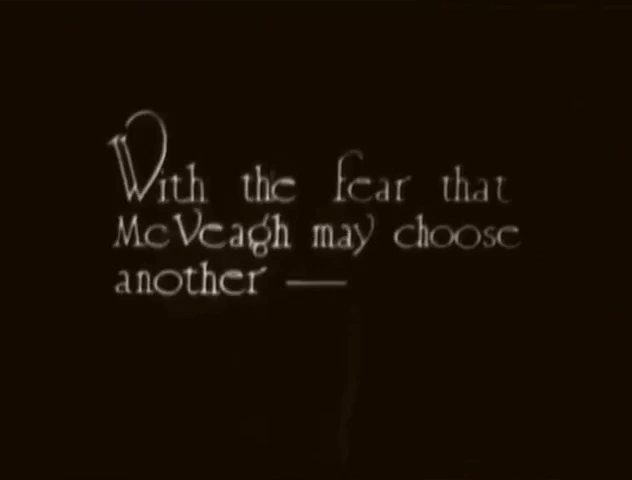 With the fear that
McVeagh may choose
another —